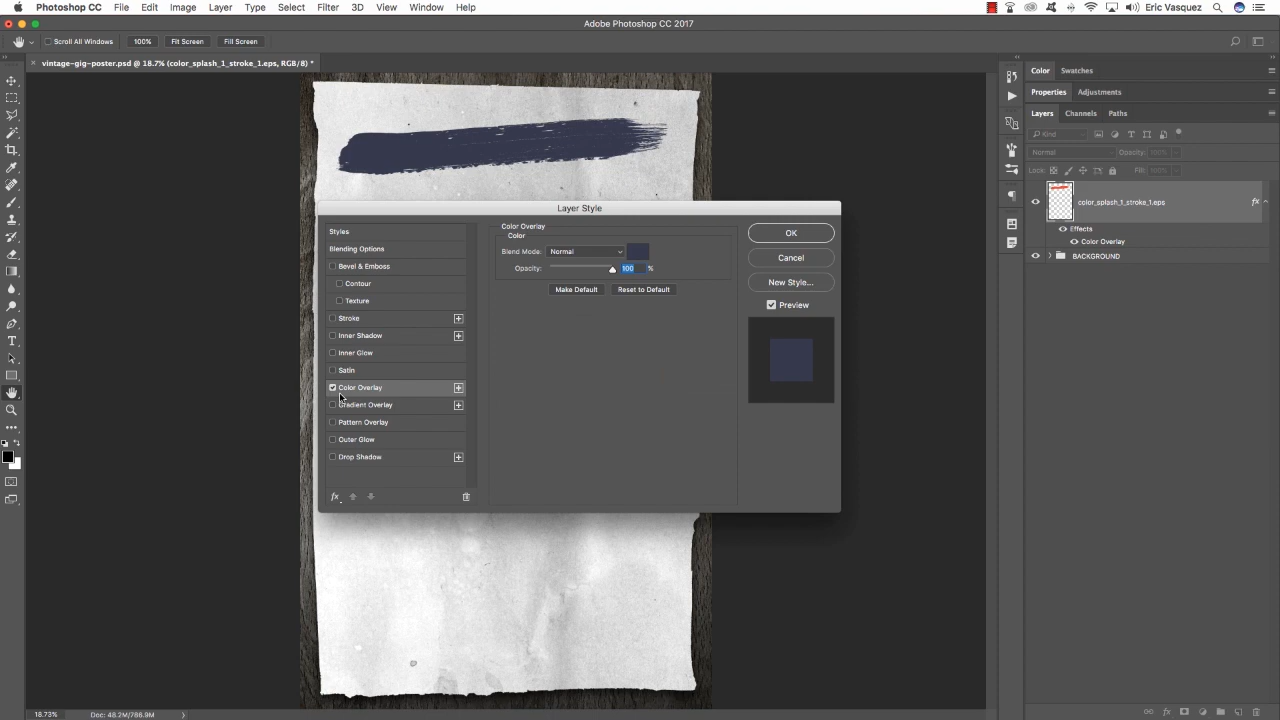 Photoshop CC File Edit Image Layer Type Select Filter 3D View Window Help Eric Vasquez
Adobe Photoshop CC 2017
Scroll All Windows 100% Fit Screen Fill Screen
vintage-gig-poster.psd @ 18.7% (color_splash_1_stroke_1.eps, RGB/8) *
Color Swatches
Properties Adjustments
Layers Channels Paths
Kind
Normal Opacity: 100%
Lock: Fill: 100%
color_splash_1_stroke_1.eps fx
Effects
Color Overlay
BACKGROUND
Layer Style
Styles
Blending Options
Bevel & Emboss
Contour
Texture
Stroke
Inner Shadow
Inner Glow
Satin
Color Overlay
Gradient Overlay
Pattern Overlay
Outer Glow
Drop Shadow
fx
Color Overlay
Color
Blend Mode: Normal
Opacity: 100 %
Make Default Reset to Default
OK
Cancel
New Style...
Preview
18.73% Doc: 48.2M/786.9M
fx